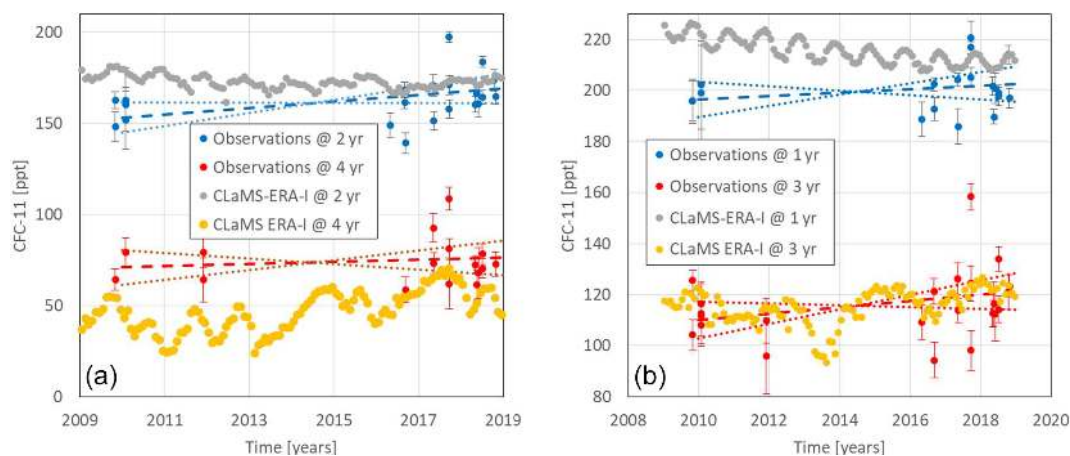 200
150
100
50
0
CFC-11 [ppt]
Observations @ 2 yr
Observations @ 4 yr
CLaMS-ERA-I @ 2 yr
CLaMS ERA-I @ 4 yr
(a)
2009 2011 2013 2015 2017 2019
Time [years]
220
200
180
160
140
120
100
80
CFC-11 [ppt]
Observations @ 1 yr
Observations @ 3 yr
CLaMS-ERA-I @ 1 yr
CLaMS ERA-I @ 3 yr
(b)
2008 2010 2012 2014 2016 2018 2020
Time [years]